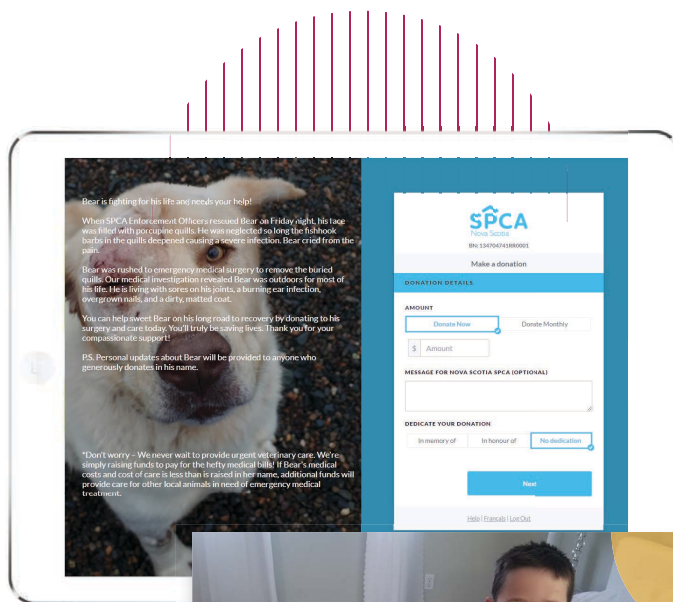 Bear is fighting for his life and needs your help!
When SPCA Enforcement Officers rescued Bear on Friday night, his face
was filled with porcupine quills. He was neglected so long the fishhook
barbs in the quills deepened causing a severe infection. Bear cried from the
pain.
Bear was rushed to emergency medical surgery to remove the buried
quills. Our medical investigation revealed Bear was outdoors for most of
his life. He is living with sores on his joints, a burning ear infection,
overgrown nails, and a dirty, matted coat.
You can help sweet Bear on his long road to recovery by donating to his
surgery and care today. You'll truly be saving lives. Thank you for your
compassionate support!
P.S. Personal updates about Bear will be provided to anyone who
generously donates in his name.
*Don't worry – We never wait to provide urgent veterinary care. We're
simply raising funds to pay for the hefty medical bills! If Bear's medical
costs and cost of care is less than is raised in her name, additional funds will
provide care for other local animals in need of emergency medical
treatment.
SPCA
Nova Scotia
BN: 134704741RR0001
Make a donation
DONATION DETAILS
AMOUNT
Donate Now Donate Monthly
$ Amount
MESSAGE FOR NOVA SCOTIA SPCA (OPTIONAL)
DEDICATE YOUR DONATION
In memory of In honour of No dedication
Next
Help | Français | Log Out